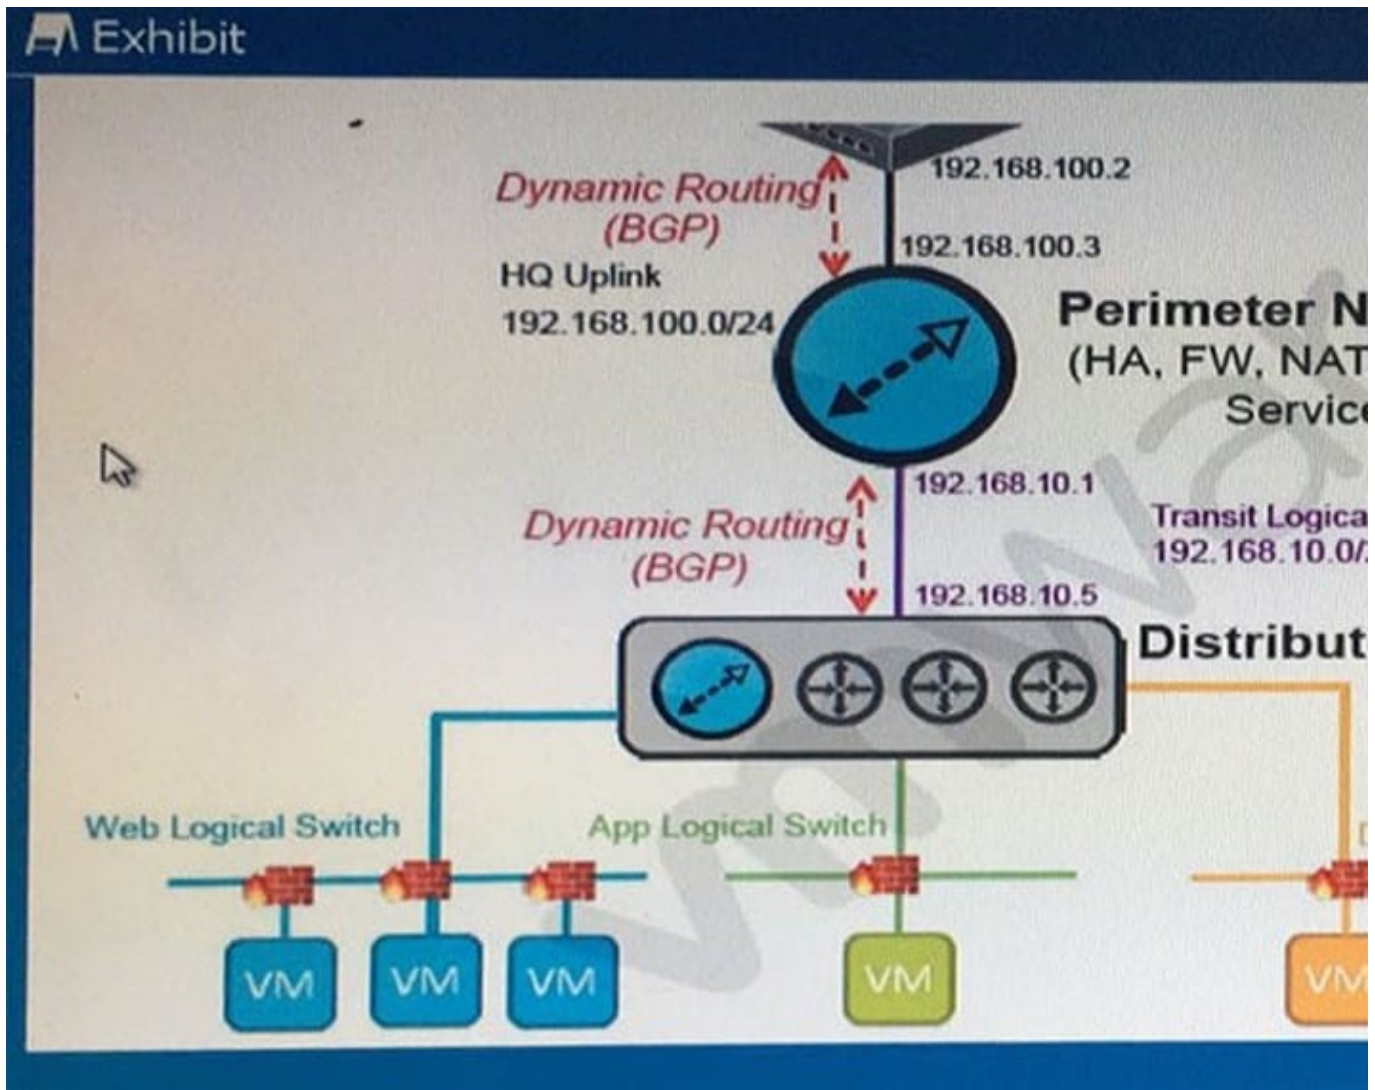 Exhibit
Dynamic Routing
(BGP)
192.168.100.2
192.168.100.3
HQ Uplink
192.168.100.0/24
Perimeter N
(HA, FW, NAT
Service
192.168.10.1
Dynamic Routing
(BGP)
Transit Logica
192.168.10.0/
192.168.10.5
Distribut
Web Logical Switch
App Logical Switch
VM
VM
VM
VM
VM
vmwa